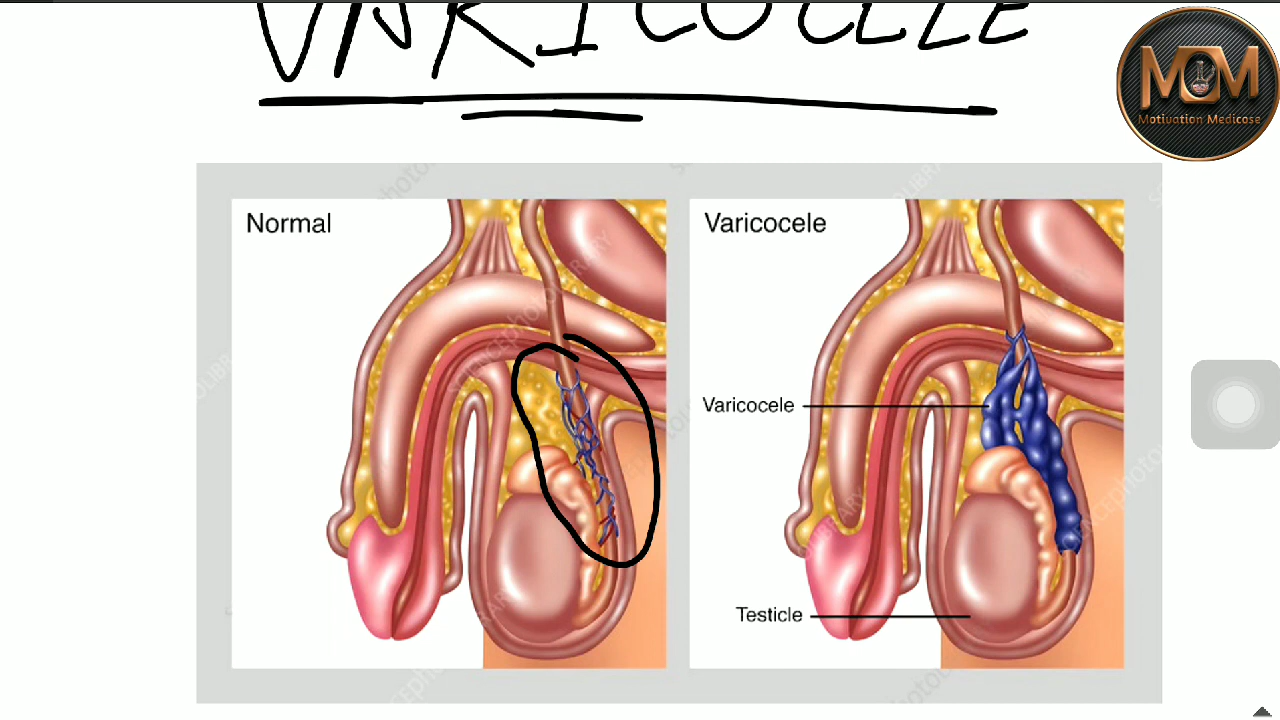 VARICOCELE
MOM
Motivation Medicose
Normal
Varicocele
Varicocele
Testicle